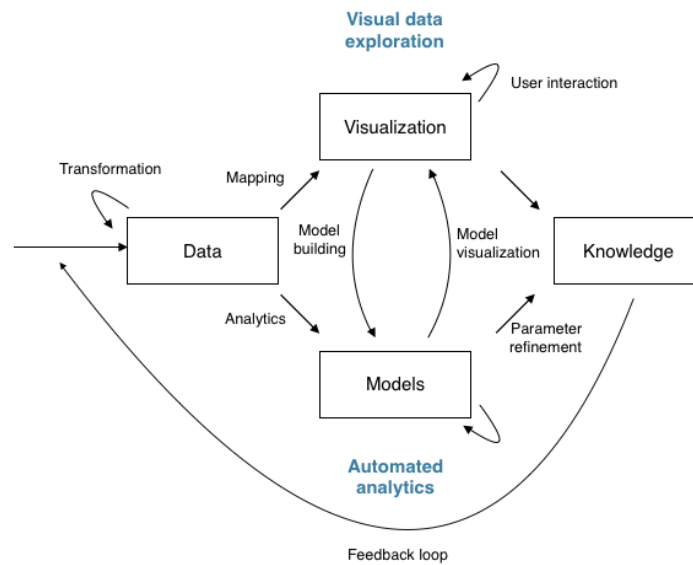 Visual data
exploration
User interaction
Visualization
Transformation
Mapping
Model
building
Model
visualization
Data
Knowledge
Analytics
Parameter
refinement
Models
Automated
analytics
Feedback loop